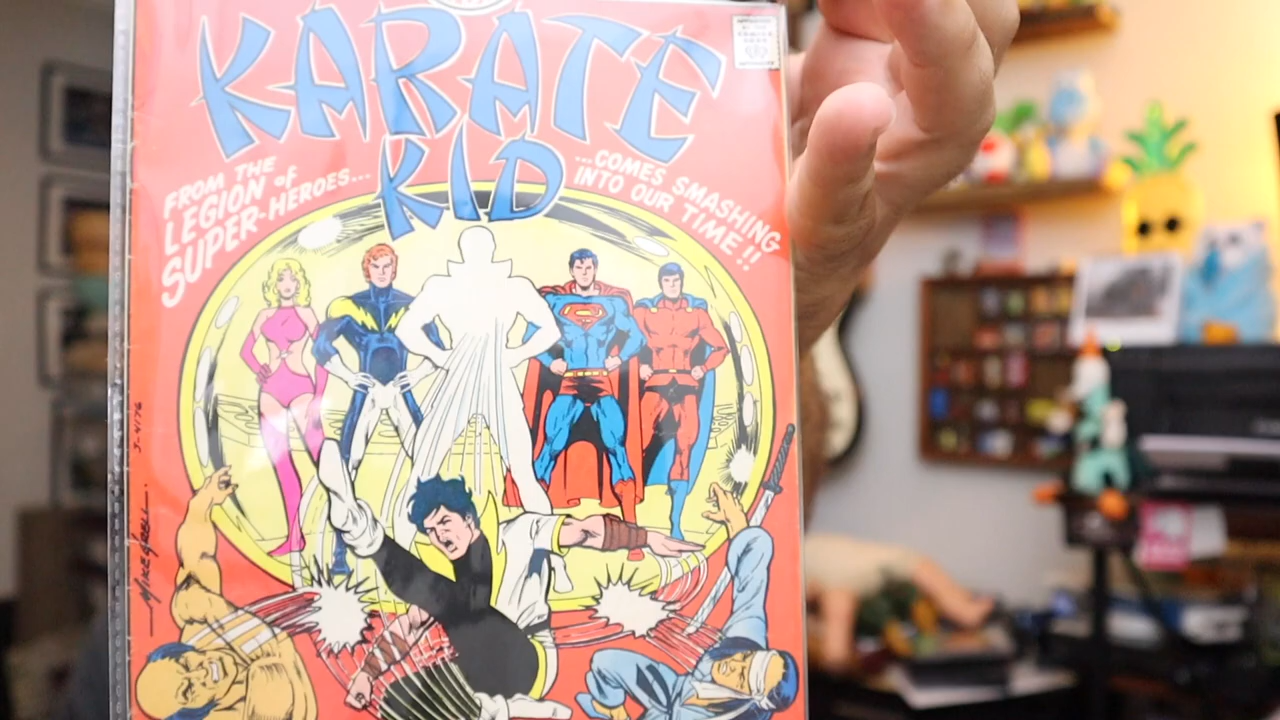 KARATE
KID
FROM THE
LEGION of
SUPER-HEROES...
...COMES SMASHING
INTO OUR TIME!!
S
MIKE GRELL